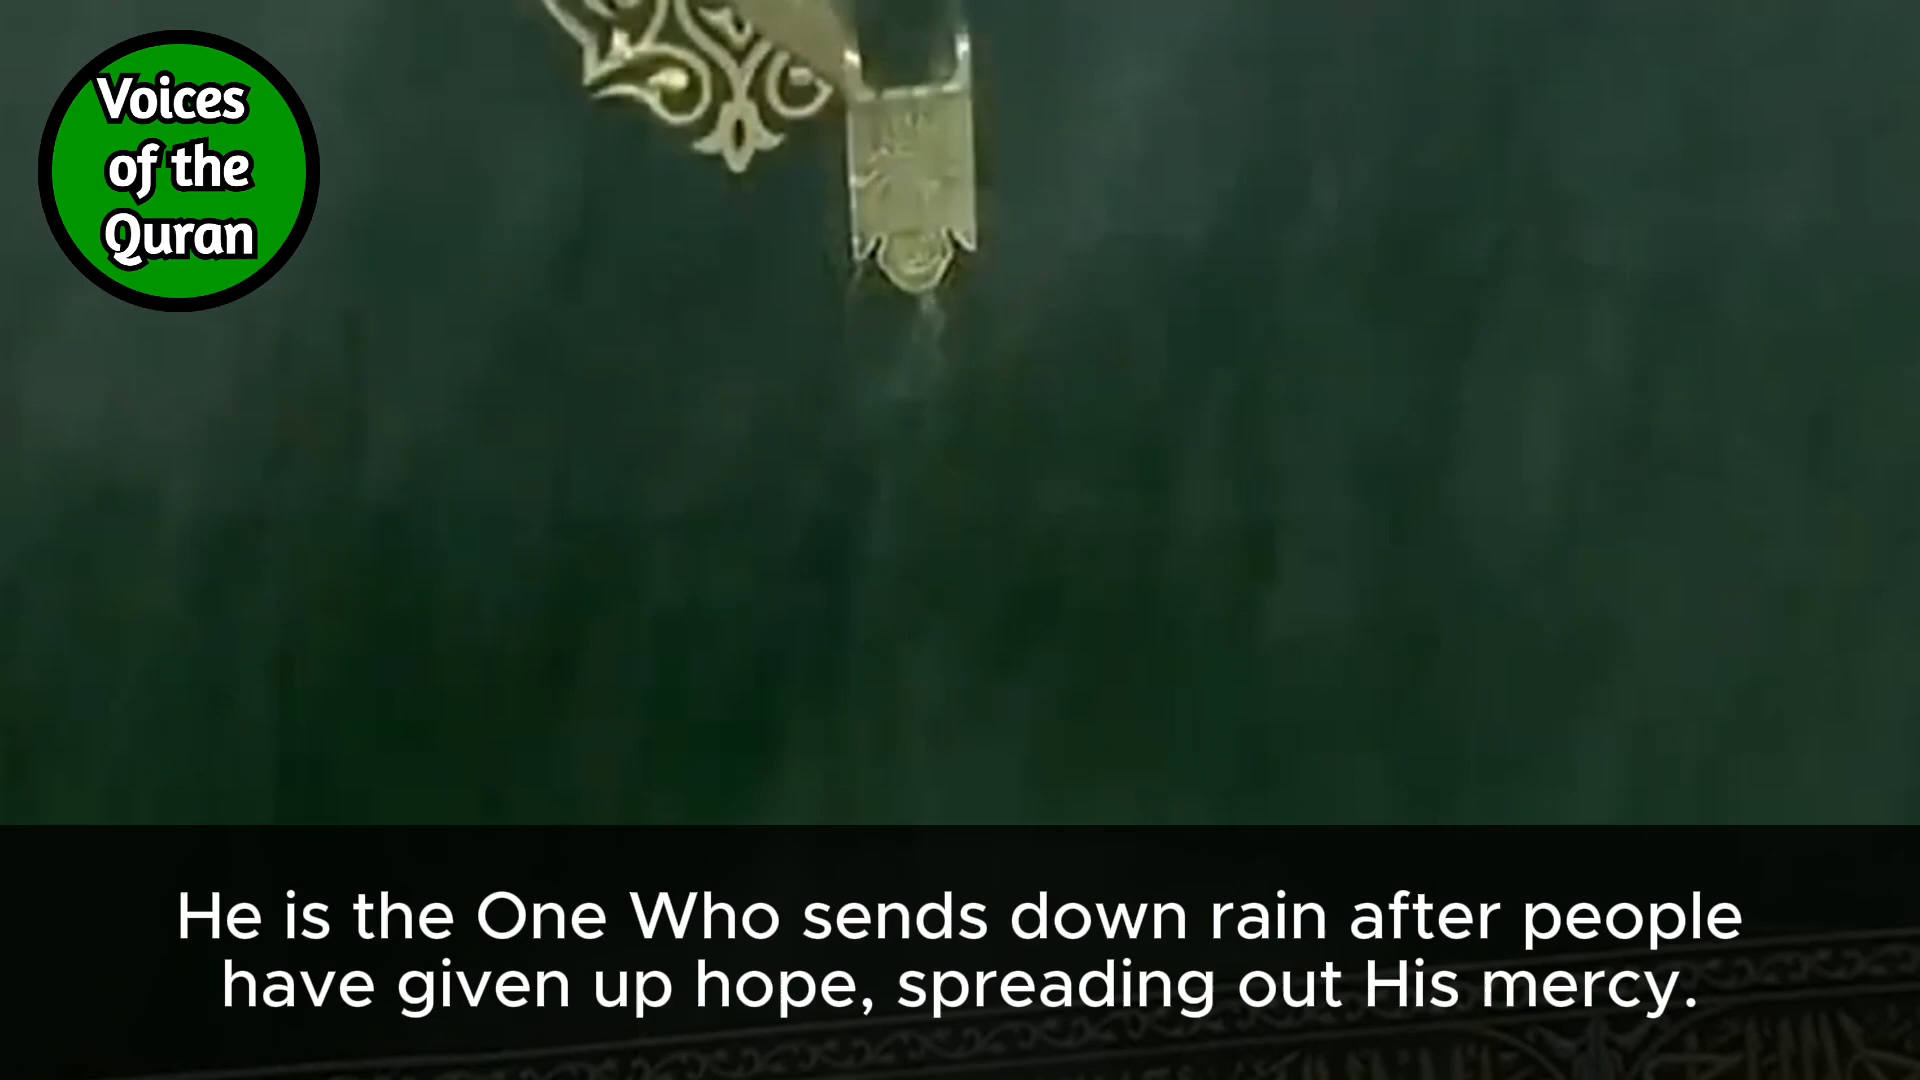 Voices
of the
Quran
He is the One Who sends down rain after people
have given up hope, spreading out His mercy.